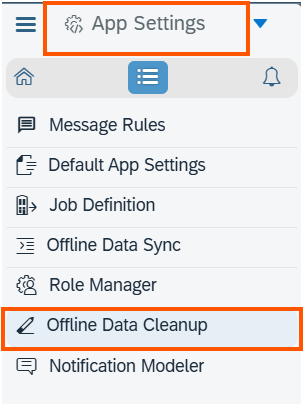 App Settings
Message Rules
Default App Settings
Job Definition
Offline Data Sync
Role Manager
Offline Data Cleanup
Notification Modeler